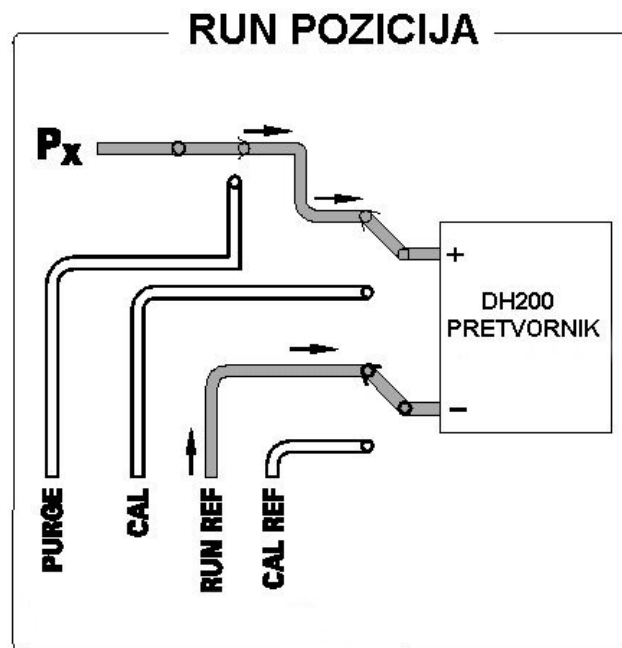 RUN POZICIJA
PX
+
DH200
PRETVORNIK
-
PURGE
CAL
RUN REF
CAL REF